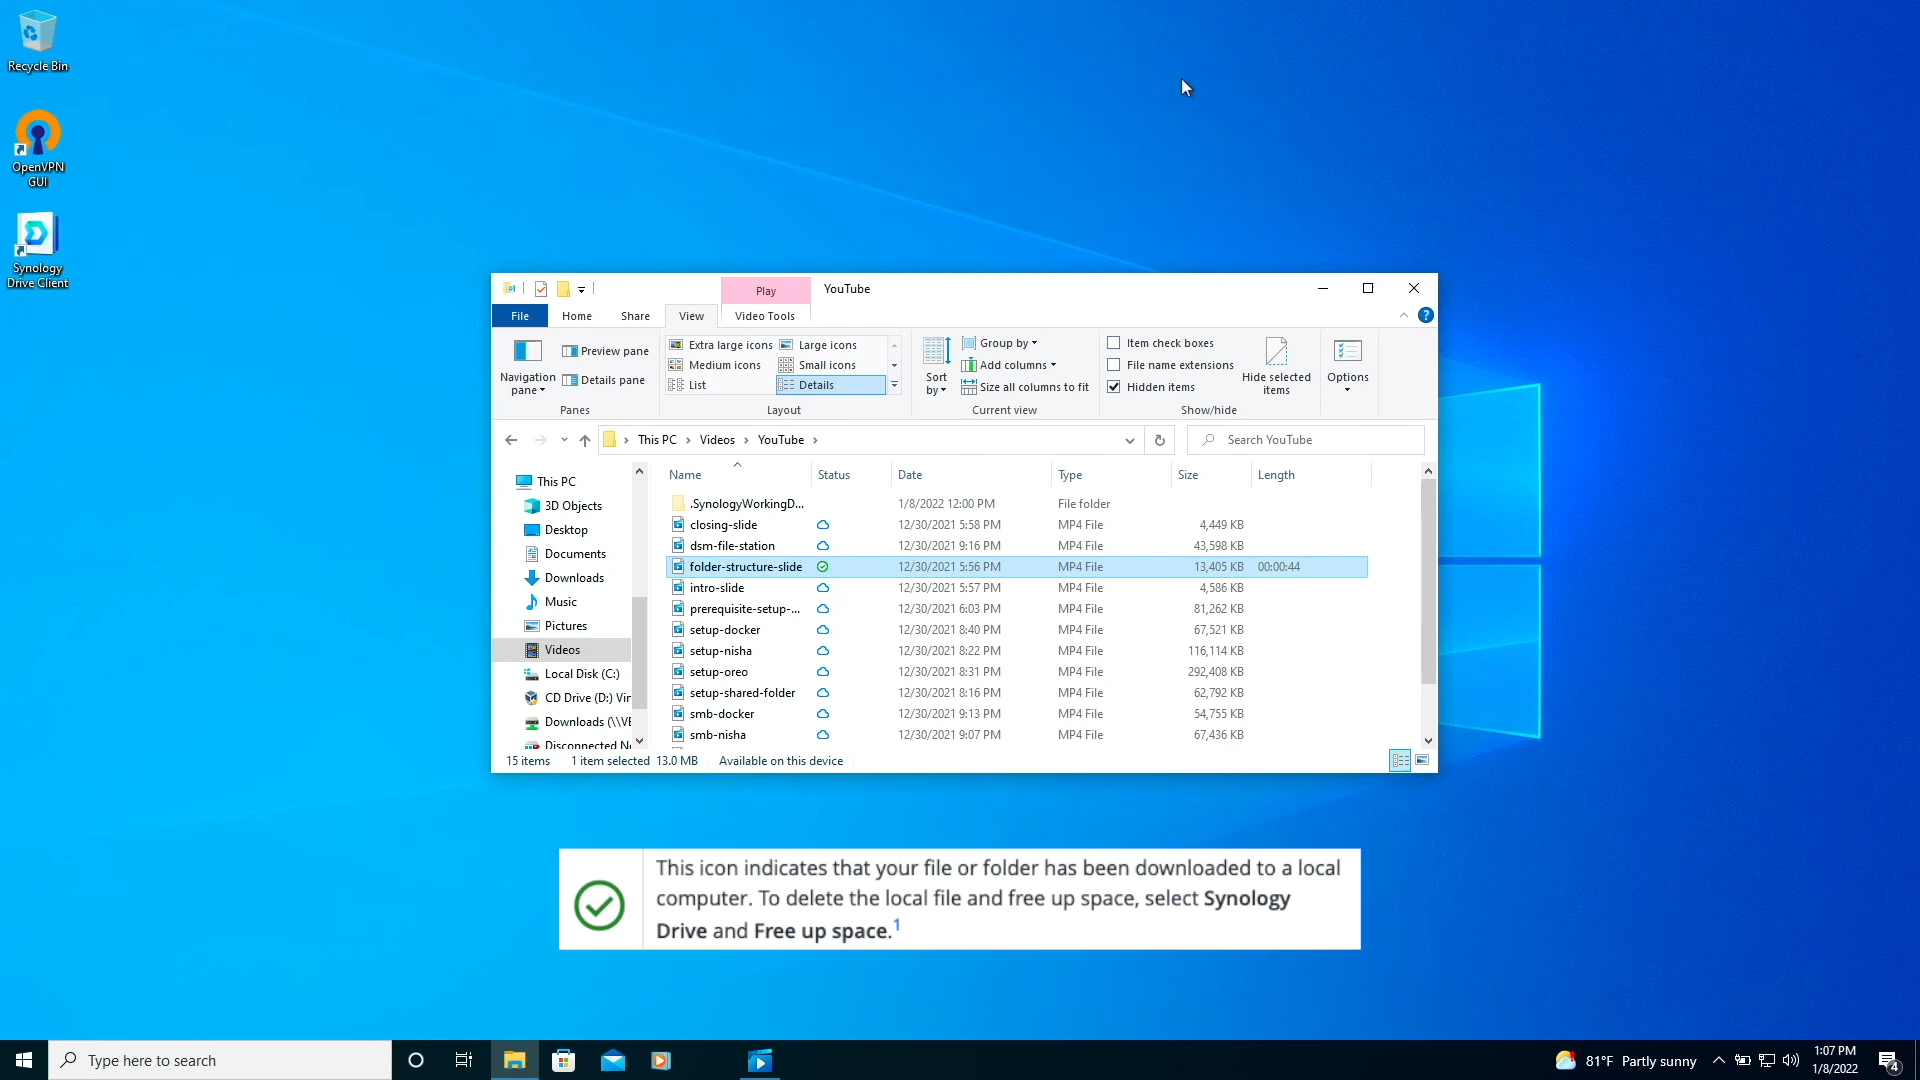 Recycle Bin
OpenVPN
GUI
Synology
Drive Client
Play
YouTube
File
Home
Share
View
Video Tools
Navigation
pane
Preview pane
Details pane
Panes
Extra large icons
Large icons
Medium icons
Small icons
List
Details
Layout
Sort
by
Group by
Add columns
Size all columns to fit
Current view
Item check boxes
File name extensions
Hidden items
Hide selected
items
Show/hide
Options
This PC > Videos > YouTube >
Search YouTube
This PC
3D Objects
Desktop
Documents
Downloads
Music
Pictures
Videos
Local Disk (C:)
CD Drive (D:) Vir
Downloads (\\VE
Disconnected N
Name Status Date Type Size Length
.SynologyWorkingD... 1/8/2022 12:00 PM File folder
closing-slide 12/30/2021 5:58 PM MP4 File 4,449 KB
dsm-file-station 12/30/2021 9:16 PM MP4 File 43,598 KB
folder-structure-slide 12/30/2021 5:56 PM MP4 File 13,405 KB 00:00:44
intro-slide 12/30/2021 5:57 PM MP4 File 4,586 KB
prerequisite-setup-... 12/30/2021 6:03 PM MP4 File 81,262 KB
setup-docker 12/30/2021 8:40 PM MP4 File 67,521 KB
setup-nisha 12/30/2021 8:22 PM MP4 File 116,114 KB
setup-oreo 12/30/2021 8:31 PM MP4 File 292,408 KB
setup-shared-folder 12/30/2021 8:16 PM MP4 File 62,792 KB
smb-docker 12/30/2021 9:13 PM MP4 File 54,755 KB
smb-nisha 12/30/2021 9:07 PM MP4 File 67,436 KB
15 items 1 item selected 13.0 MB Available on this device
This icon indicates that your file or folder has been downloaded to a local
computer. To delete the local file and free up space, select Synology
Drive and Free up space.1
Type here to search
81°F Partly sunny
1:07 PM
1/8/2022
4